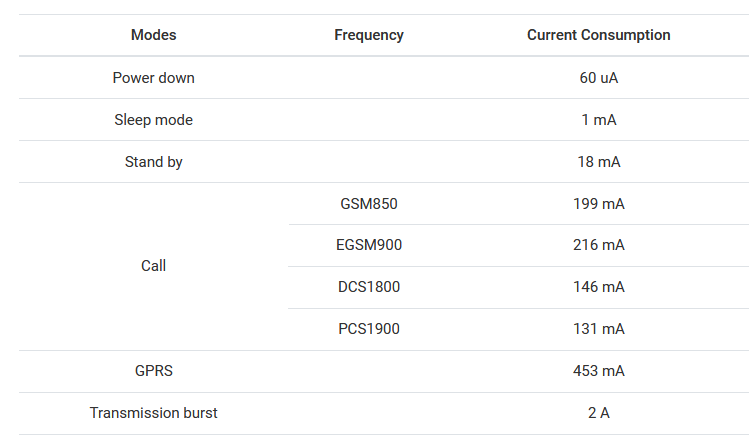 Modes Frequency Current Consumption
Power down 60 uA
Sleep mode 1 mA
Stand by 18 mA
GSM850 199 mA
EGSM900 216 mA
Call
DCS1800 146 mA
PCS1900 131 mA
GPRS 453 mA
Transmission burst 2 A